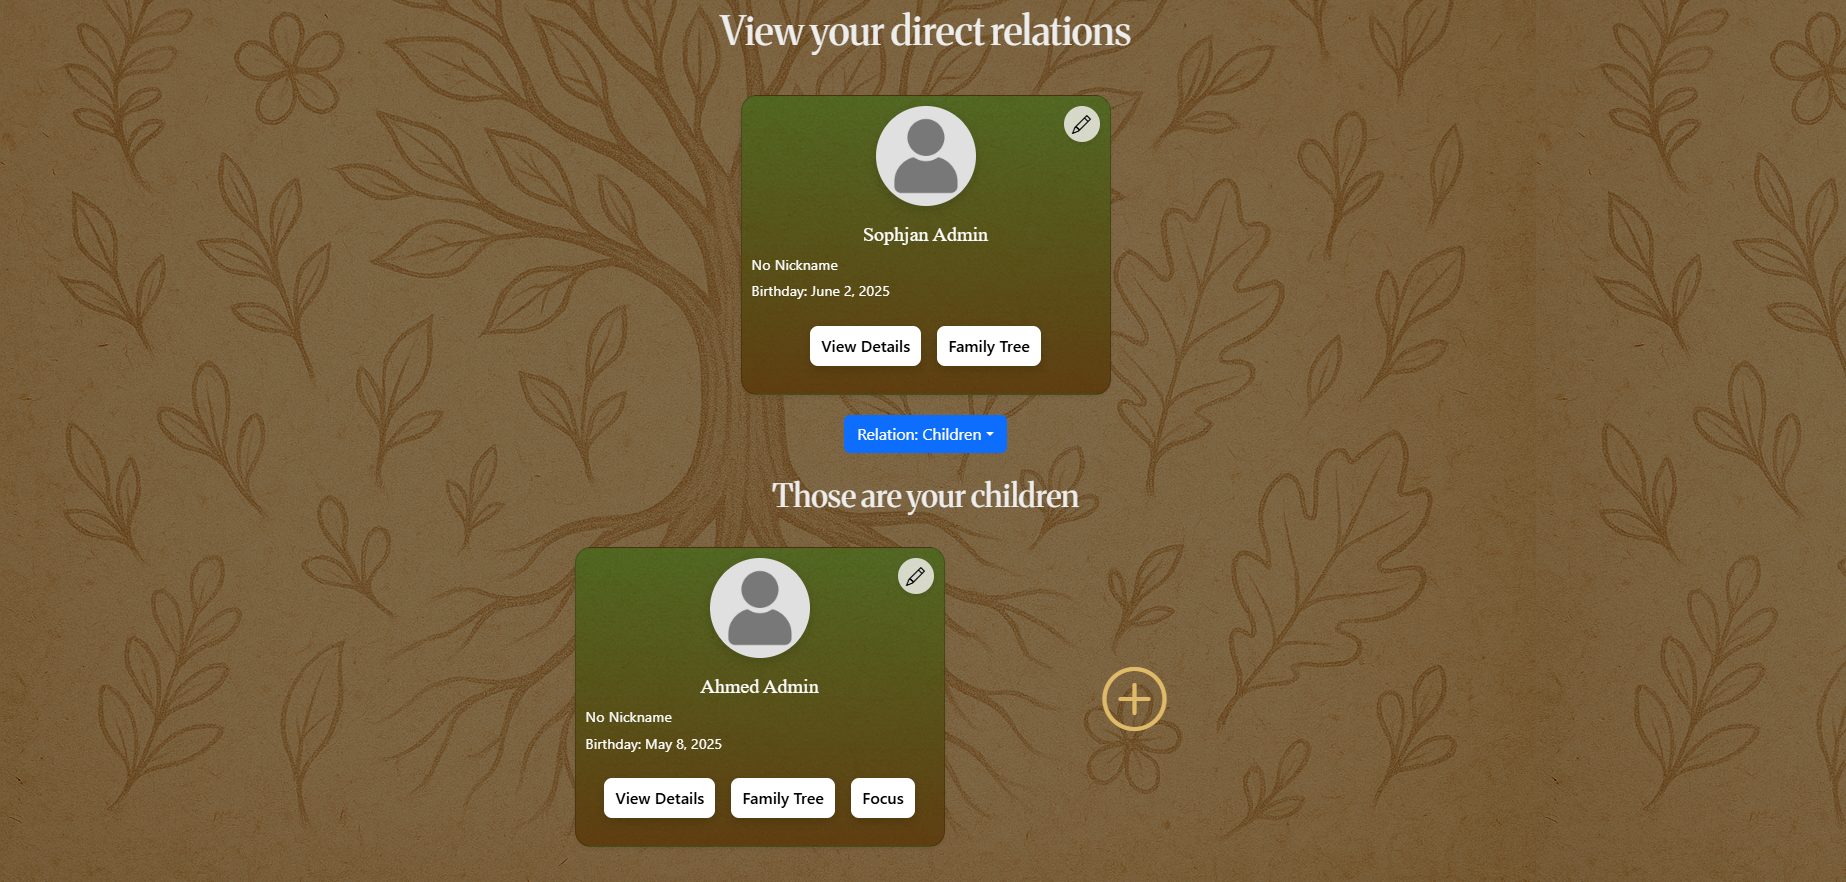 View your direct relations
Sophjan Admin
No Nickname
Birthday: June 2, 2025
View Details
Family Tree
Relation: Children
Those are your children
Ahmed Admin
No Nickname
Birthday: May 8, 2025
View Details
Family Tree
Focus